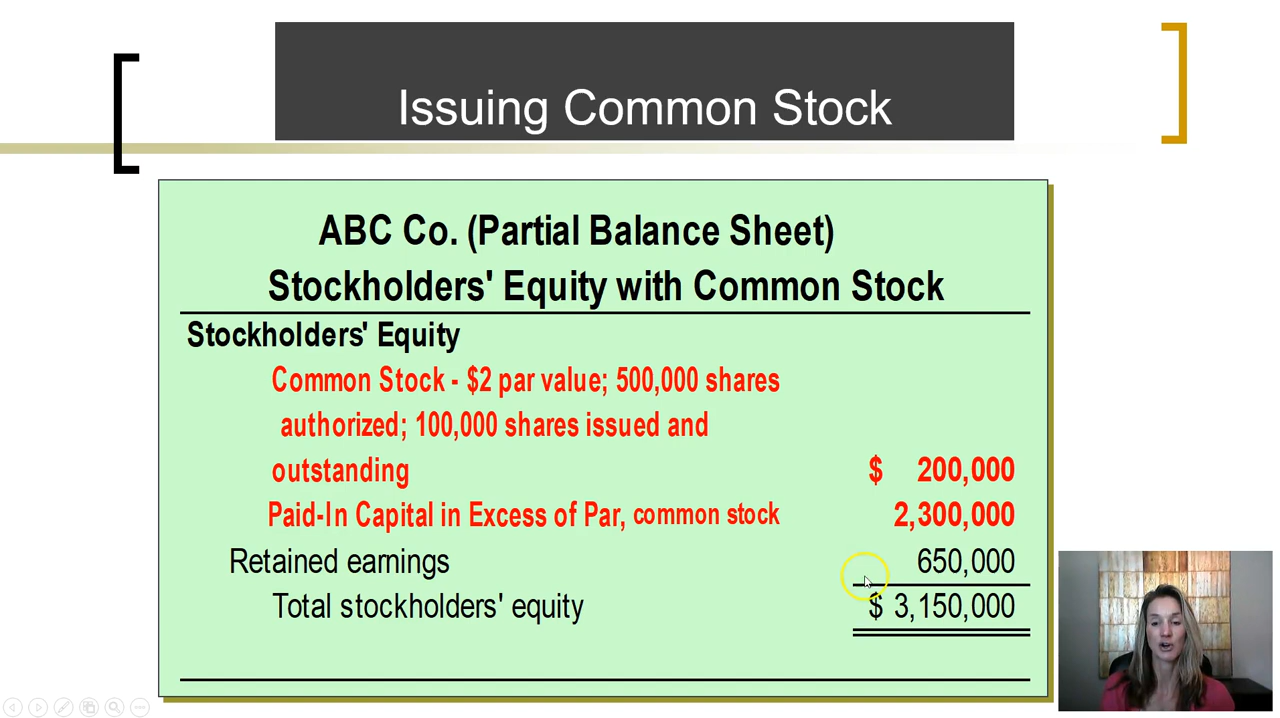 Issuing Common Stock
ABC Co. (Partial Balance Sheet)
Stockholders' Equity with Common Stock
Stockholders' Equity
Common Stock - $2 par value; 500,000 shares
authorized; 100,000 shares issued and
outstanding $ 200,000
Paid-In Capital in Excess of Par, common stock 2,300,000
Retained earnings 650,000
Total stockholders' equity $ 3,150,000